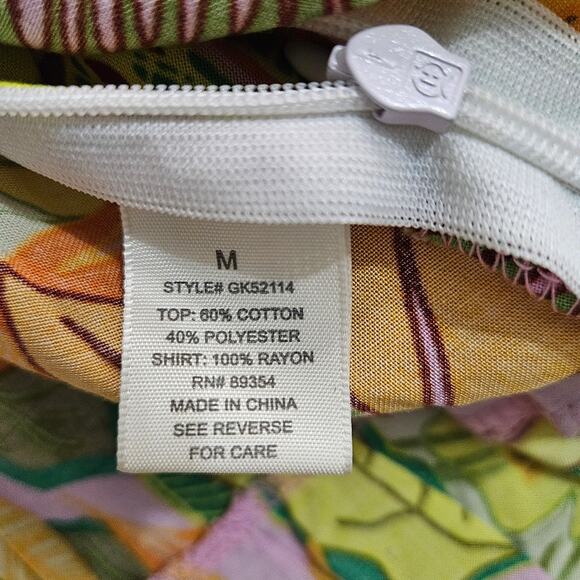 M
STYLE# GK52114
TOP: 60% COTTON
40% POLYESTER
SHIRT: 100% RAYON
RN# 89354
MADE IN CHINA
SEE REVERSE
FOR CARE